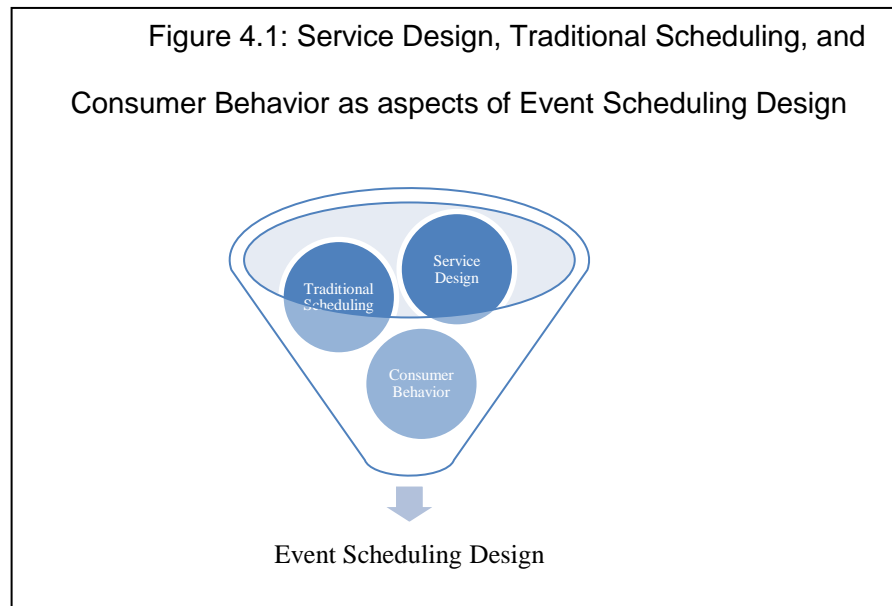 Figure 4.1: Service Design, Traditional Scheduling, and
Consumer Behavior as aspects of Event Scheduling Design
Service
Design
Traditional
Scheduling
Consumer
Behavior
Event Scheduling Design